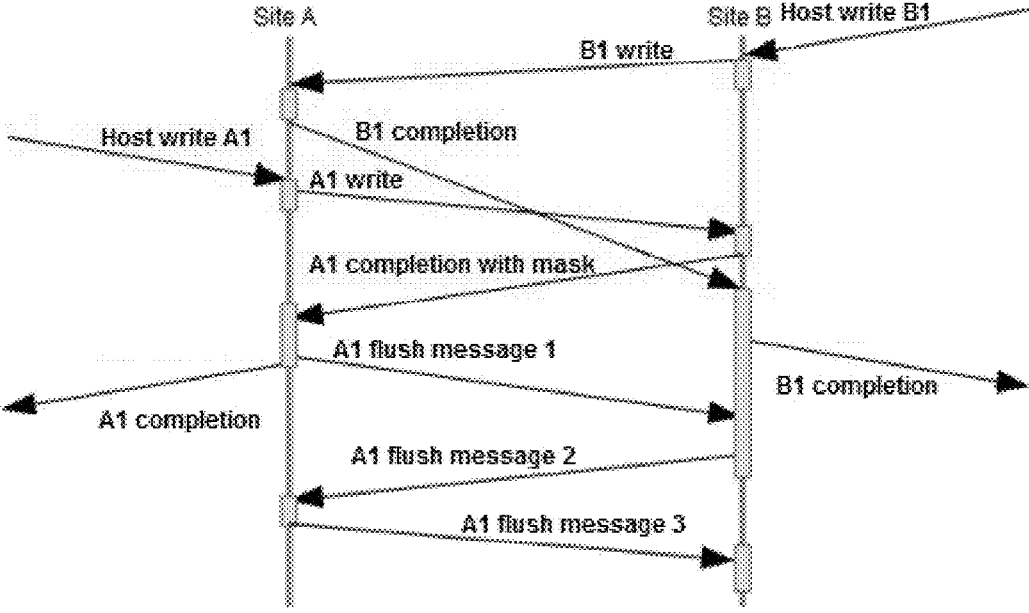 Site A
Site B
Host write B1
B1 write
B1 completion
Host write A1
A1 write
A1 completion with mask
A1 flush message 1
B1 completion
A1 completion
A1 flush message 2
A1 flush message 3